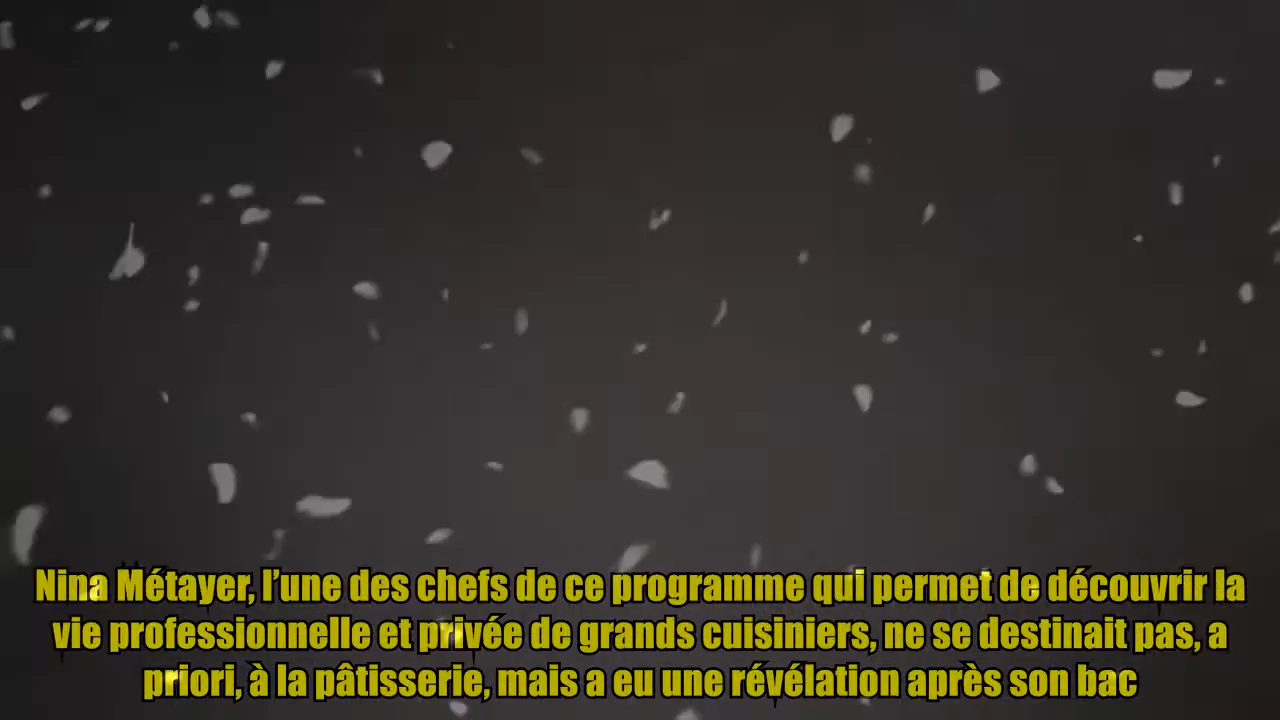 Nina Métayer, l’une des chefs de ce programme qui permet de découvrir la
vie professionnelle et privée de grands cuisiniers, ne se destinait pas, a
priori, à la pâtisserie, mais a eu une révélation après son bac